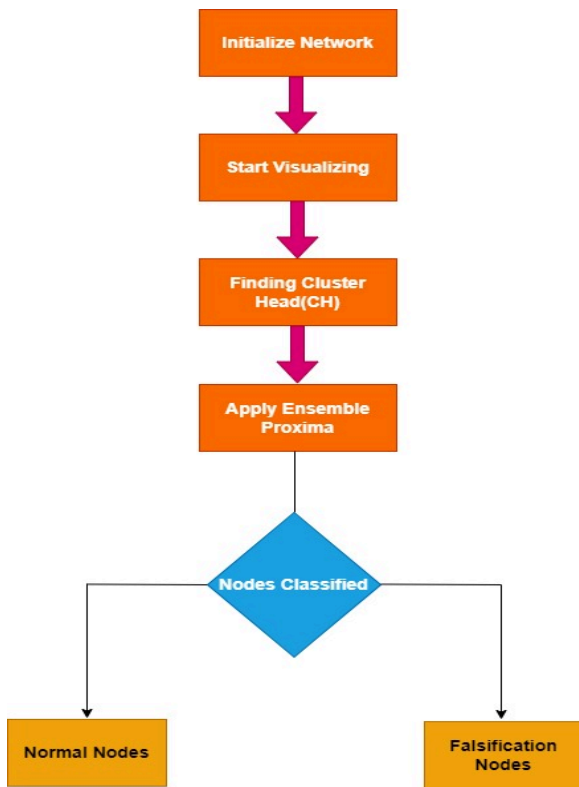 Initialize Network
Start Visualizing
Finding Cluster
Head(CH)
Apply Ensemble
Proxima
Nodes Classified
Normal Nodes
Falsification
Nodes